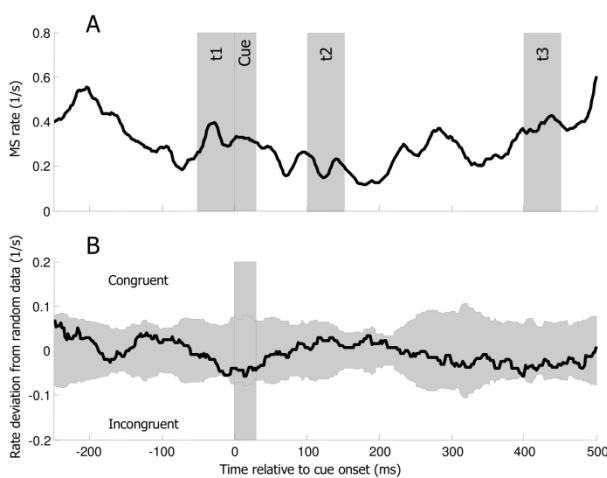 A
t1
Cue
t2
t3
MS rate (1/s)
0.8
0.6
0.4
0.2
0
B
Congruent
Incongruent
Rate deviation from random data (1/s)
0.2
0.1
0
-0.1
-0.2
-200 -100 0 100 200 300 400 500
Time relative to cue onset (ms)